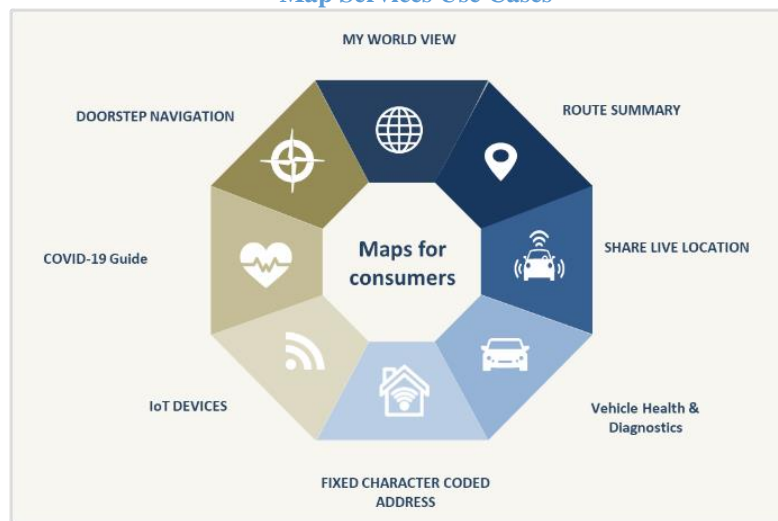 Map Services Use Cases
MY WORLD VIEW
DOORSTEP NAVIGATION
ROUTE SUMMARY
COVID-19 Guide
Maps for
consumers
SHARE LIVE LOCATION
IoT DEVICES
Vehicle Health &
Diagnostics
FIXED CHARACTER CODED
ADDRESS